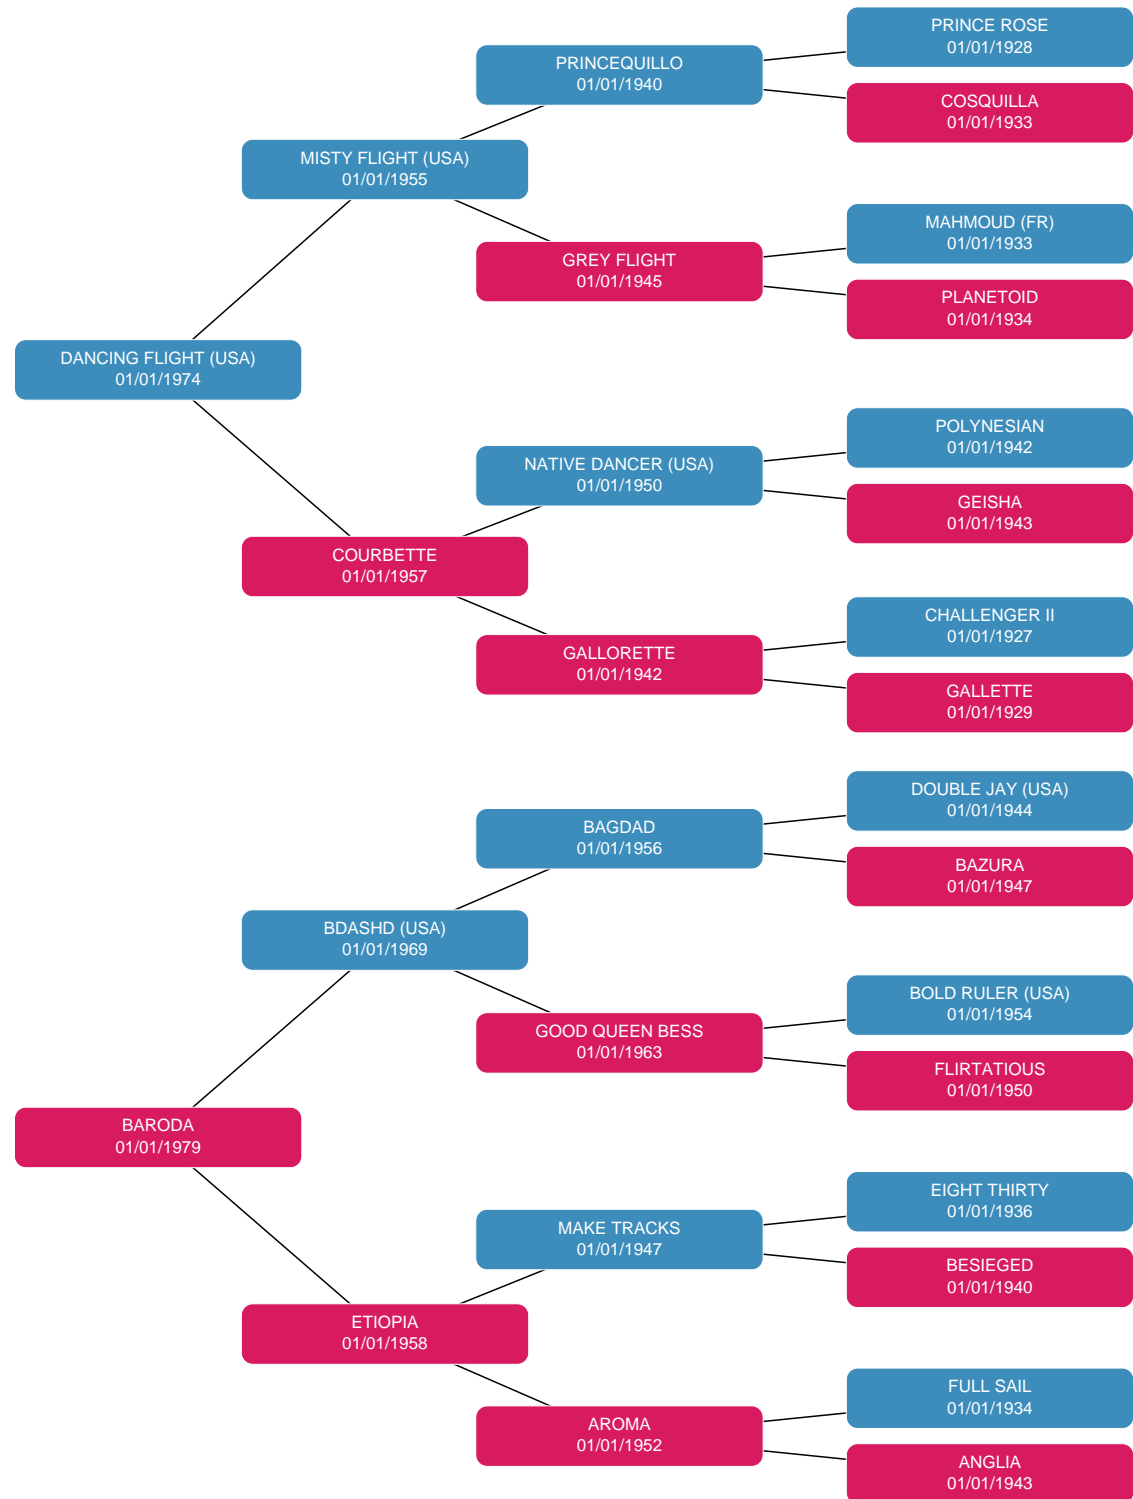 PRINCE ROSE
01/01/1928
PRINCEQUILLO
01/01/1940
COSQUILLA
01/01/1933
MISTY FLIGHT (USA)
01/01/1955
MAHMOUD (FR)
01/01/1933
GREY FLIGHT
01/01/1945
PLANETOID
01/01/1934
DANCING FLIGHT (USA)
01/01/1974
POLYNESIAN
01/01/1942
NATIVE DANCER (USA)
01/01/1950
GEISHA
01/01/1943
COURBETTE
01/01/1957
CHALLENGER II
01/01/1927
GALLORETTE
01/01/1942
GALLETTE
01/01/1929
DOUBLE JAY (USA)
01/01/1944
BAGDAD
01/01/1956
BAZURA
01/01/1947
BDASHD (USA)
01/01/1969
BOLD RULER (USA)
01/01/1954
GOOD QUEEN BESS
01/01/1963
FLIRTATIOUS
01/01/1950
BARODA
01/01/1979
EIGHT THIRTY
01/01/1936
MAKE TRACKS
01/01/1947
BESIEGED
01/01/1940
ETIOPIA
01/01/1958
FULL SAIL
01/01/1934
AROMA
01/01/1952
ANGLIA
01/01/1943